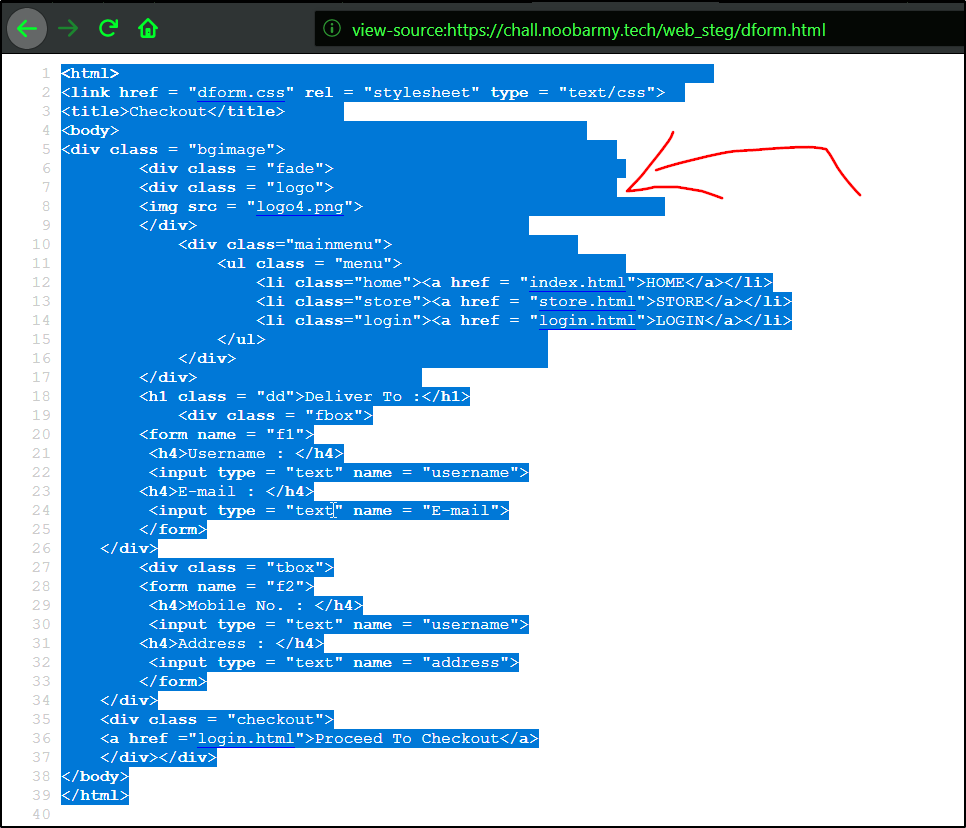 view-source:https://chall.noobarmy.tech/web_steg/dform.html
1 <html>
2 <link href = "dform.css" rel = "stylesheet" type = "text/css">
3 <title>Checkout</title>
4 <body>
5 <div class = "bgimage">
6         <div class = "fade">
7         <div class = "logo">
8         <img src = "logo4.png">
9         </div>
10             <div class="mainmenu">
11                 <ul class = "menu">
12                     <li class="home"><a href = "index.html">HOME</a></li>
13                     <li class="store"><a href = "store.html">STORE</a></li>
14                     <li class="login"><a href = "login.html">LOGIN</a></li>
15                 </ul>
16             </div>
17         </div>
18         <h1 class = "dd">Deliver To :</h1>
19             <div class = "fbox">
20         <form name = "f1">
21          <h4>Username : </h4>
22          <input type = "text" name = "username">
23         <h4>E-mail : </h4>
24          <input type = "text" name = "E-mail">
25         </form>
26     </div>
27         <div class = "tbox">
28         <form name = "f2">
29          <h4>Mobile No. : </h4>
30          <input type = "text" name = "username">
31         <h4>Address : </h4>
32          <input type = "text" name = "address">
33         </form>
34     </div>
35     <div class = "checkout">
36     <a href ="login.html">Proceed To Checkout</a>
37     </div></div>
38 </body>
39 </html>
40